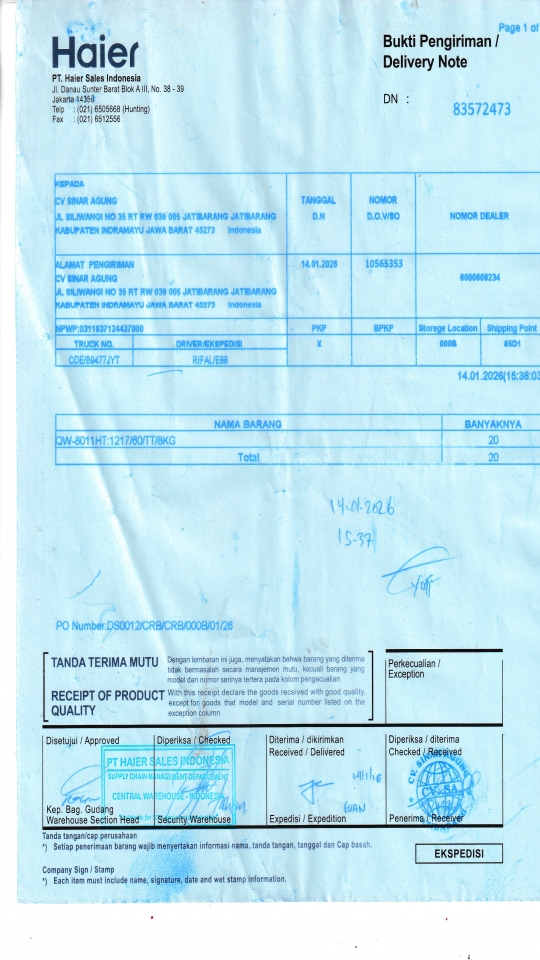 Page 1 of
Haier
Bukti Pengiriman /
Delivery Note
PT. Haier Sales Indonesia
Jl. Danau Sunter Barat Blok A III, No. 38 - 39
Jakarta 14350
Telp : (021) 6505668 (Hunting)
Fax : (021) 6512556
DN : 83572473
KEPADA
CV SINAR AGUNG
JL SILIWANGI NO 35 RT RW 036 005 JATIBARANG JATIBARANG
KABUPATEN INDRAMAYU JAWA BARAT 45273 Indonesia
TANGGAL
D.N
NOMOR
D.O.V/SO
NOMOR DEALER
ALAMAT PENGIRIMAN
CV SINAR AGUNG
JL SILIWANGI NO 35 RT RW 036 005 JATIBARANG JATIBARANG
KABUPATEN INDRAMAYU JAWA BARAT 45273 Indonesia
14.01.2026
10565353
NPWP:0311837124437000
PKP
BPKP
Storege Location
Shipping Point
TRUCK NO.
DRIVER/EKSPEDISI
X
000B
RIFAL/E88
14.01.2026(15:38:03
NAMA BARANG BANYAKNYA
QW-8011HT:1217/60/TT/8KG 20
Total 20
14-01-2026
15-37
PO Number:DS0012/CRB/CRB/000B/01/26
TANDA TERIMA MUTU
Dengan lembaran ini juga, menyatakan bahwa barang yang diterima
tidak bermasalah secara manajemen mutu, kecuali barang yang
model dan nomor serinya tertera pada kolom pengecualian
RECEIPT OF PRODUCT
QUALITY
With this receipt declare the goods received with good quality,
except for goods that model and serial number listed on the
exception column
Perkecualian /
Exception
Disetujui / Approved
Diperiksa / Checked
Diterima / dikirimkan
Received / Delivered
Diperiksa / diterima
Checked / Received
PT HAIER SALES INDONESIA
SUPPLY CHAIN MANAGEMENT DEPARTEMENT
CENTRAL WAREHOUSE - INDONESIA
CV. SINAR AGUNG
CV. SA
Kep. Bag. Gudang
Warehouse Section Head
Security Warehouse
Expedisi / Expedition
Penerima / Receiver
Tanda tangan/cap perusahaan
*) Setiap penerimaan barang wajib menyertakan informasi nama, tanda tangan, tanggal dan Cap basah.
EKSPEDISI
Company Sign / Stamp
*) Each item must include name, signature, date and wet stamp information.